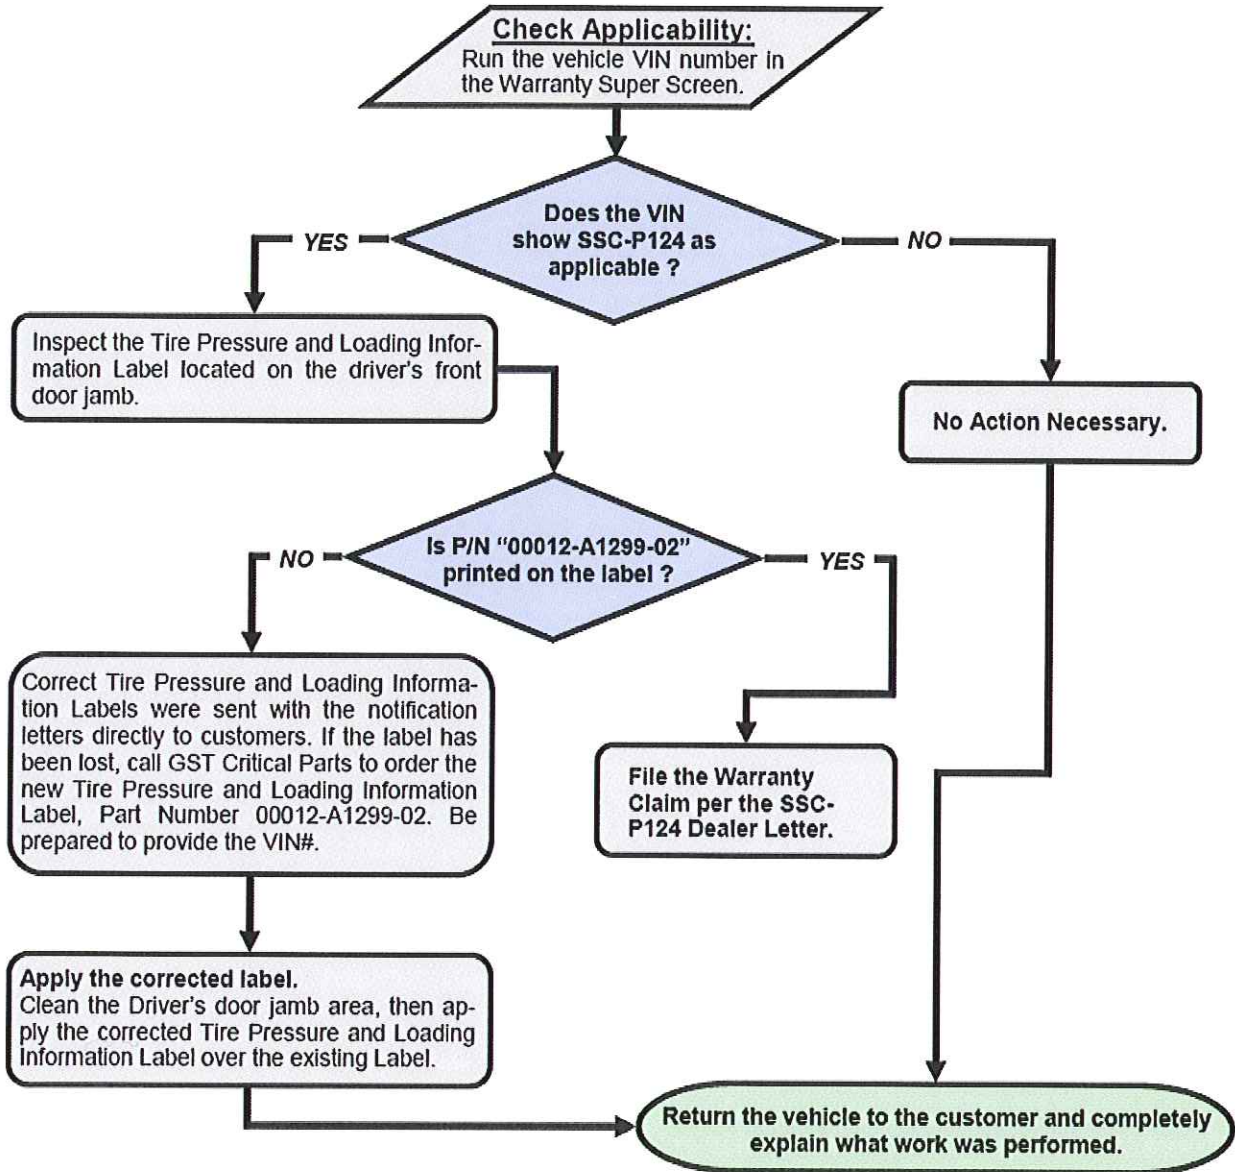 Check Applicability:
Run the vehicle VIN number in
the Warranty Super Screen.
Does the VIN
show SSC-P124 as
applicable ?
YES
NO
Inspect the Tire Pressure and Loading Infor-
mation Label located on the driver's front
door jamb.
No Action Necessary.
Is P/N "00012-A1299-02"
printed on the label ?
NO
YES
Correct Tire Pressure and Loading Informa-
tion Labels were sent with the notification
letters directly to customers. If the label has
been lost, call GST Critical Parts to order the
new Tire Pressure and Loading Information
Label, Part Number 00012-A1299-02. Be
prepared to provide the VIN#.
File the Warranty
Claim per the SSC-
P124 Dealer Letter.
Apply the corrected label.
Clean the Driver's door jamb area, then ap-
ply the corrected Tire Pressure and Loading
Information Label over the existing Label.
Return the vehicle to the customer and completely
explain what work was performed.